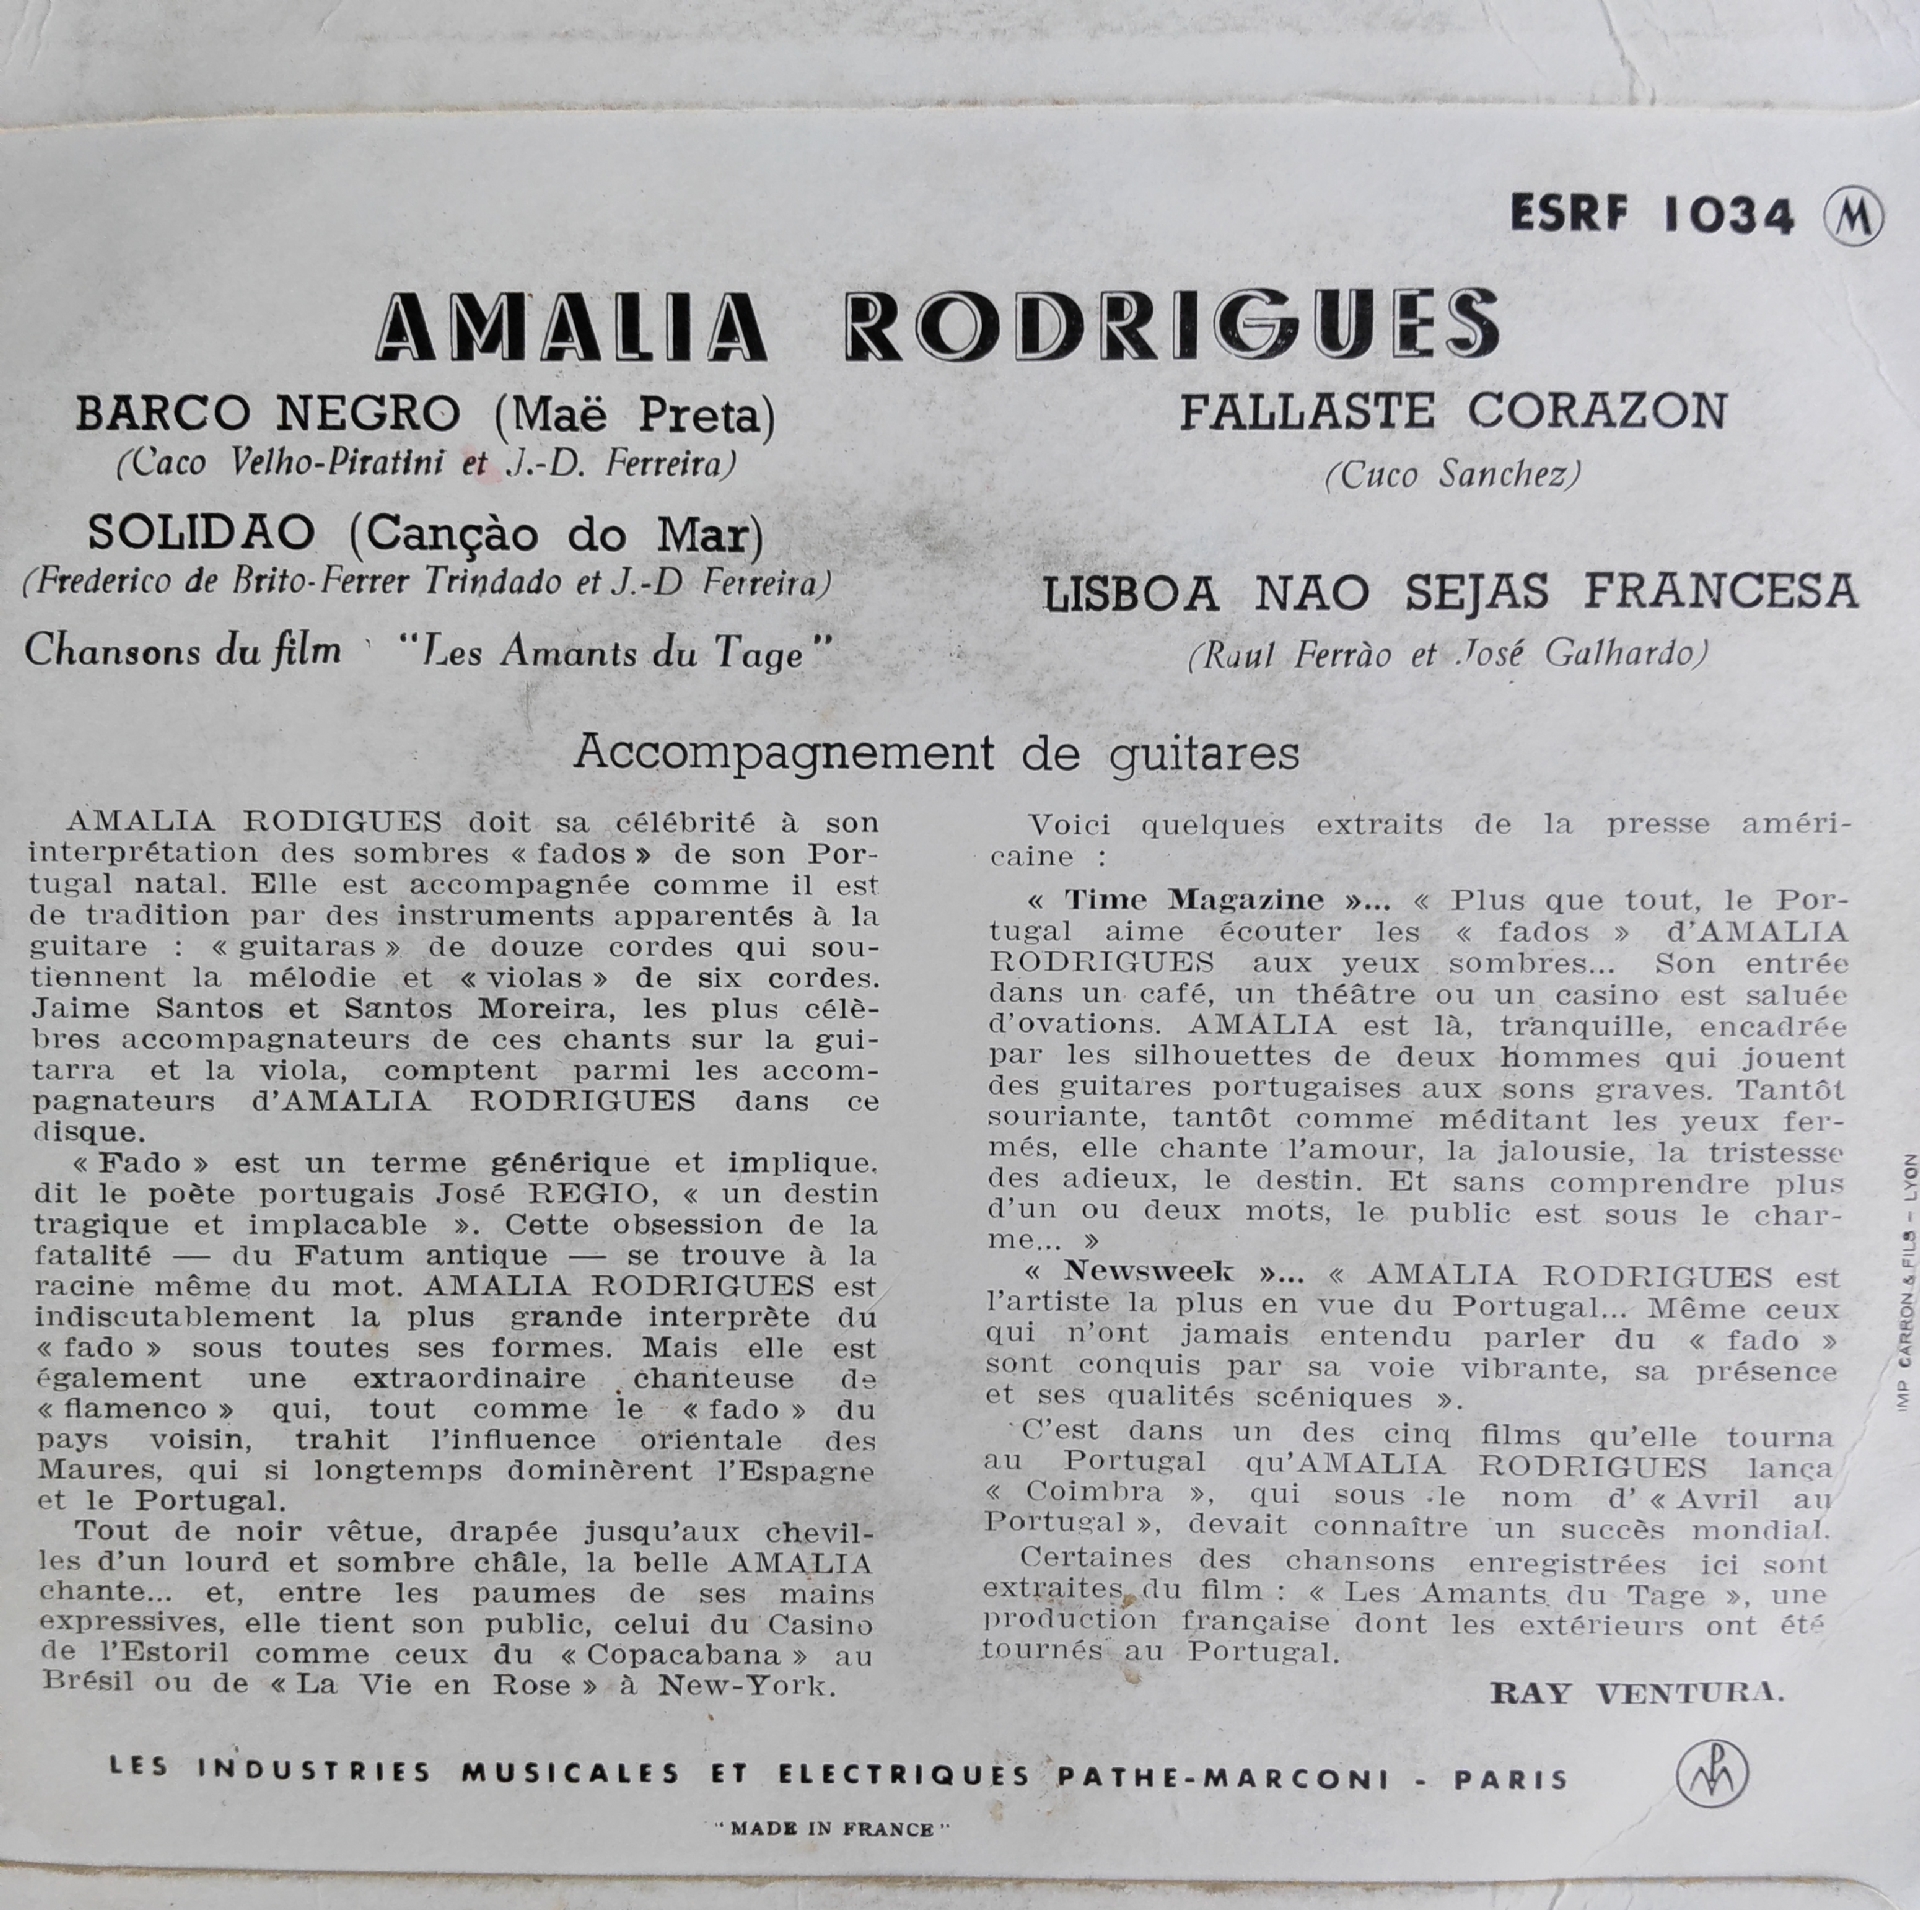 ESRF 1034 M
AMALIA RODRIGUES
BARCO NEGRO (Maë Preta)
(Caco Velho-Piratini et J.-D. Ferreira)
SOLIDAO (Cançào do Mar)
(Frederico de Brito-Ferrer Trindado et J.-D Ferreira)
Chansons du film "Les Amants du Tage"
FALLASTE CORAZON
(Cuco Sanchez)
LISBOA NAO SEJAS FRANCESA
(Raul Ferrào et José Galhardo)
Accompagnement de guitares
AMALIA RODIGUES doit sa célébrité à son
interprétation des sombres « fados » de son Por-
tugal natal. Elle est accompagnée comme il est
de tradition par des instruments apparentés à la
guitare : « guitaras » de douze cordes qui sou-
tiennent la mélodie et « violas » de six cordes.
Jaime Santos et Santos Moreira, les plus célè-
bres accompagnateurs de ces chants sur la gui-
tarra et la viola, comptent parmi les accom-
pagnateurs d'AMALIA RODRIGUES dans ce
disque.
« Fado » est un terme générique et implique,
dit le poète portugais José REGIO, « un destin
tragique et implacable ». Cette obsession de la
fatalité — du Fatum antique — se trouve à la
racine même du mot. AMALIA RODRIGUES est
indiscutablement la plus grande interprète du
« fado » sous toutes ses formes. Mais elle est
également une extraordinaire chanteuse de
« flamenco » qui, tout comme le « fado » du
pays voisin, trahit l'influence orientale des
Maures, qui si longtemps dominèrent l'Espagne
et le Portugal.
Tout de noir vêtue, drapée jusqu'aux chevil-
les d'un lourd et sombre châle, la belle AMALIA
chante... et, entre les paumes de ses mains
expressives, elle tient son public, celui du Casino
de l'Estoril comme ceux du « Copacabana » au
Brésil ou de « La Vie en Rose » à New-York.
Voici quelques extraits de la presse améri-
caine :
« Time Magazine »... « Plus que tout, le Por-
tugal aime écouter les « fados » d'AMALIA
RODRIGUES aux yeux sombres... Son entrée
dans un café, un théâtre ou un casino est saluée
d'ovations. AMALIA est là, tranquille, encadrée
par les silhouettes de deux hommes qui jouent
des guitares portugaises aux sons graves. Tantôt
souriante, tantôt comme méditant les yeux fer-
més, elle chante l'amour, la jalousie, la tristesse
des adieux, le destin. Et sans comprendre plus
d'un ou deux mots, le public est sous le char-
me... »
« Newsweek »... « AMALIA RODRIGUES est
l'artiste la plus en vue du Portugal... Même ceux
qui n'ont jamais entendu parler du « fado »
sont conquis par sa voie vibrante, sa présence
et ses qualités scéniques ».
C'est dans un des cinq films qu'elle tourna
au Portugal qu'AMALIA RODRIGUES lança
« Coimbra », qui sous le nom d' « Avril au
Portugal », devait connaître un succès mondial.
Certaines des chansons enregistrées ici sont
extraites du film : « Les Amants du Tage », une
production française dont les extérieurs ont été
tournés au Portugal.
RAY VENTURA.
IMP CARRON & FILS – LYON
LES INDUSTRIES MUSICALES ET ELECTRIQUES PATHE-MARCONI - PARIS
"MADE IN FRANCE"